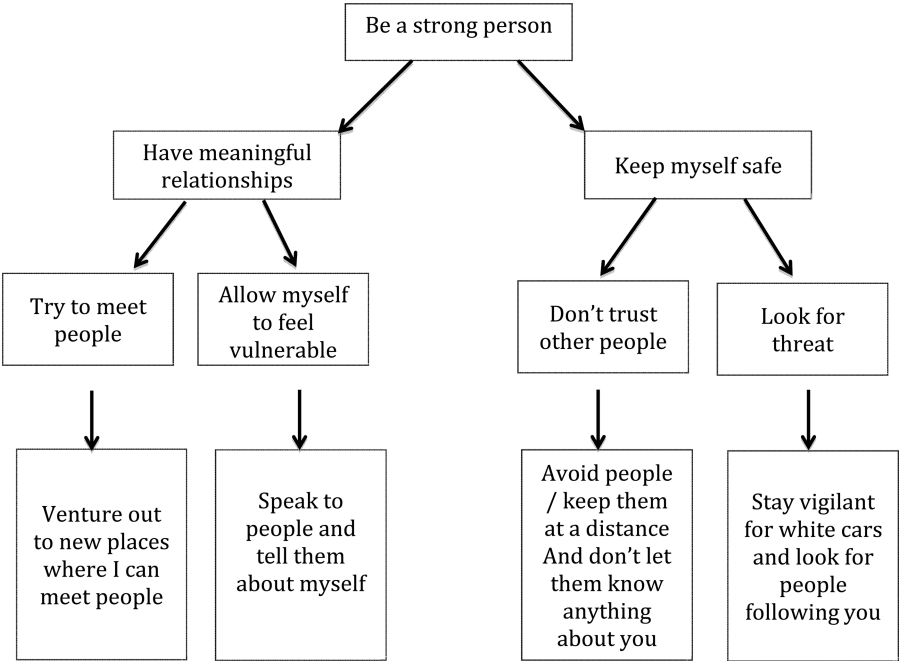 Be a strong person
Have meaningful
relationships
Keep myself safe
Try to meet
people
Allow myself
to feel
vulnerable
Don’t trust
other people
Look for
threat
Venture out
to new places
where I can
meet people
Speak to
people and
tell them
about myself
Avoid people
/ keep them
at a distance
And don’t let
them know
anything
about you
Stay vigilant
for white cars
and look for
people
following you